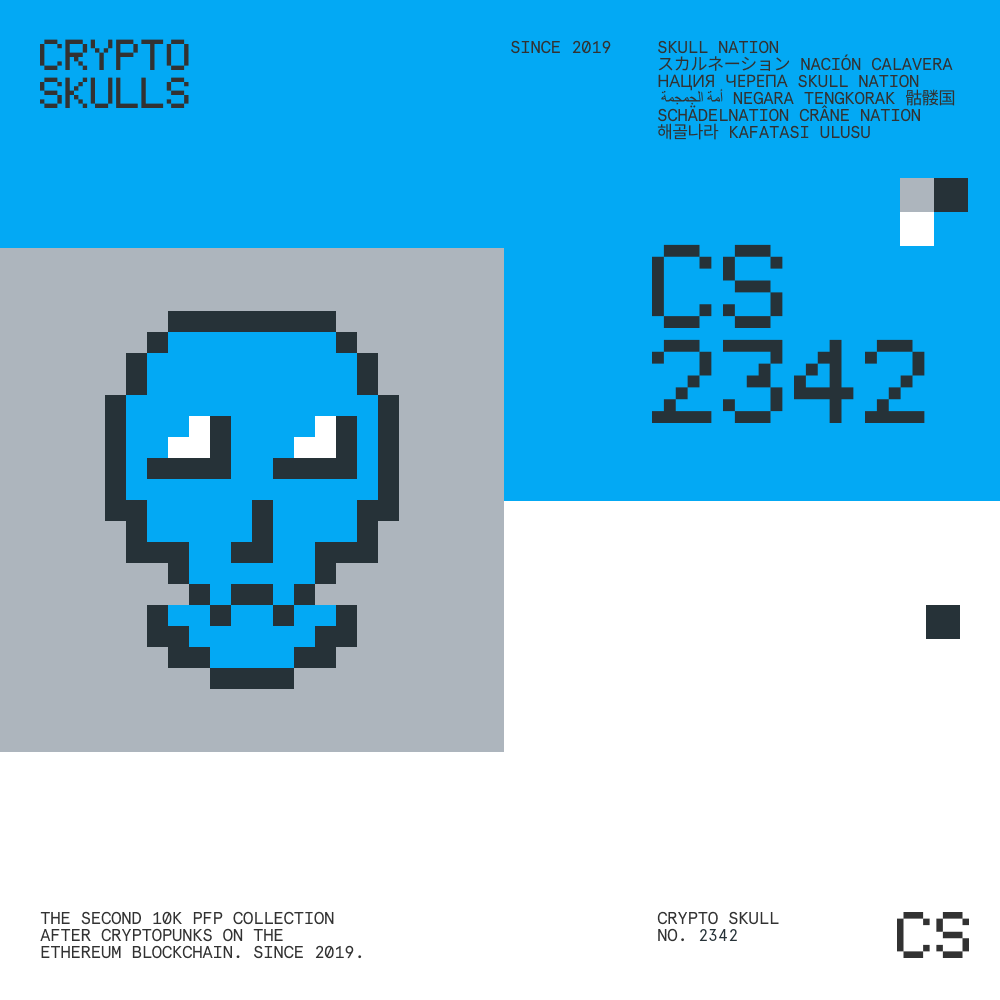 CRYPTO
SKULLS
SINCE 2019
SKULL NATION
スカルネーション NACIÓN CALAVERA
НАЦИЯ ЧЕРЕПА SKULL NATION
أمة الجمجمة NEGARA TENGKORAK 骷髅国
SCHÄDELNATION CRÂNE NATION
해골나라 KAFATASI ULUSU
CS
2342
THE SECOND 10K PFP COLLECTION
AFTER CRYPTOPUNKS ON THE
ETHEREUM BLOCKCHAIN. SINCE 2019.
CRYPTO SKULL
NO. 2342
CS